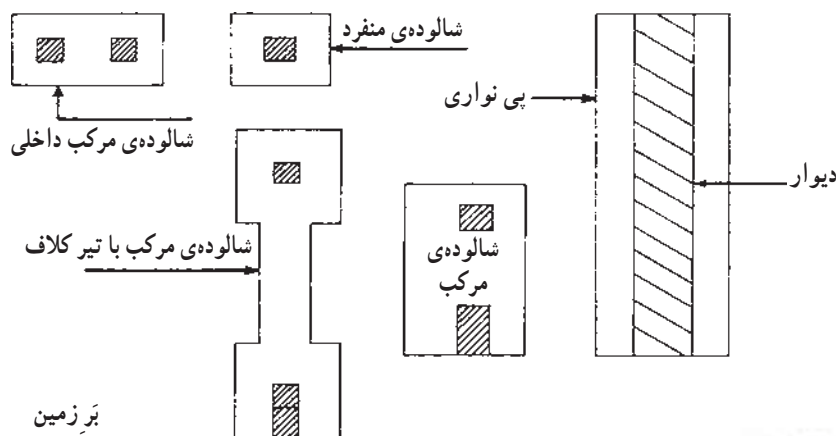 شالوده‌ی منفرد
پی نواری
شالوده‌ی مرکب داخلی
دیوار
شالوده‌ی مرکب با تیر کلاف
شالوده‌ی
مرکب
بَرِ زمین